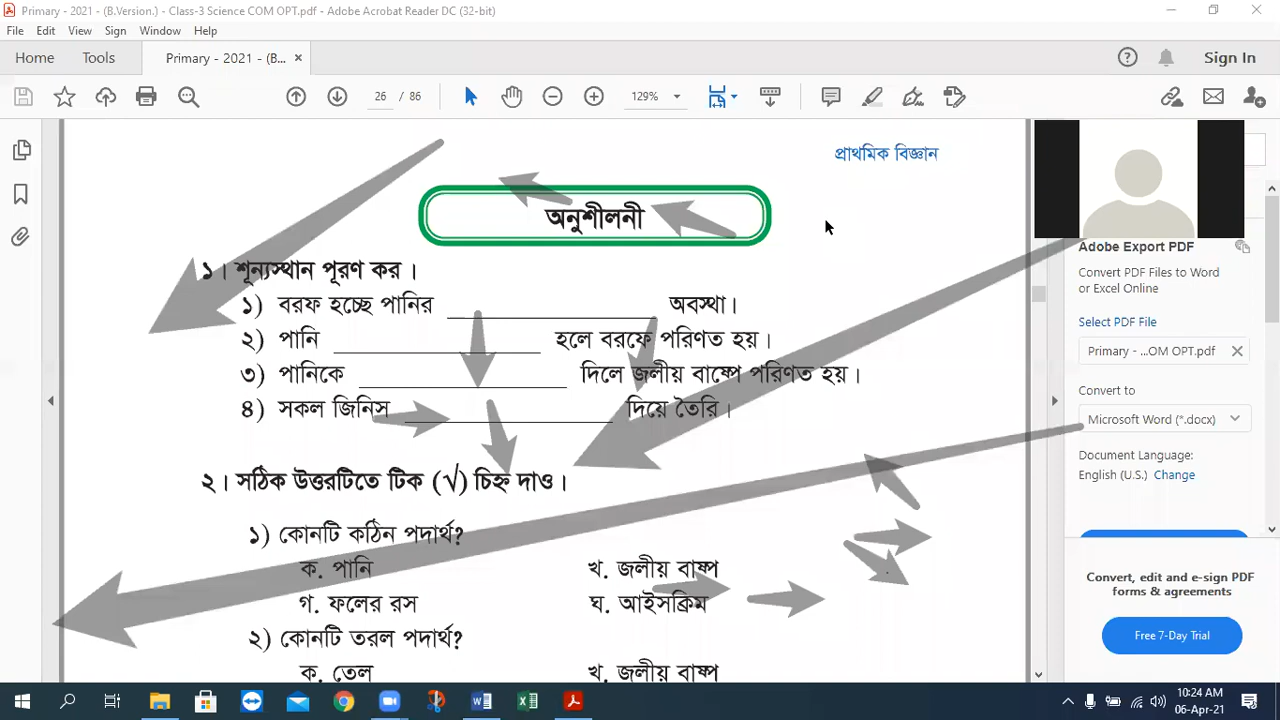 Primary - 2021 - (B.Version.) - Class-3 Science COM OPT.pdf - Adobe Acrobat Reader DC (32-bit)
File Edit View Sign Window Help
Home Tools Primary - 2021 - (B... × Sign In
26 / 86 129%
প্রাথমিক বিজ্ঞান
অনুশীলনী
১। শূন্যস্থান পূরণ কর।
১) বরফ হচ্ছে পানির ____________ অবস্থা।
২) পানি ____________ হলে বরফে পরিণত হয়।
৩) পানিকে ____________ দিলে জলীয় বাষ্পে পরিণত হয়।
৪) সকল জিনিস ____________ দিয়ে তৈরি।
২। সঠিক উত্তরটিতে টিক (√) চিহ্ন দাও।
১) কোনটি কঠিন পদার্থ?
ক. পানি খ. জলীয় বাষ্প
গ. ফলের রস ঘ. আইসক্রিম
২) কোনটি তরল পদার্থ?
ক. তেল খ. জলীয় বাষ্প
Adobe Export PDF
Convert PDF Files to Word
or Excel Online
Select PDF File
Primary - ...OM OPT.pdf
Convert to
Microsoft Word (*.docx)
Document Language:
English (U.S.) Change
Convert, edit and e-sign PDF
forms & agreements
Free 7-Day Trial
10:24 AM
06-Apr-21